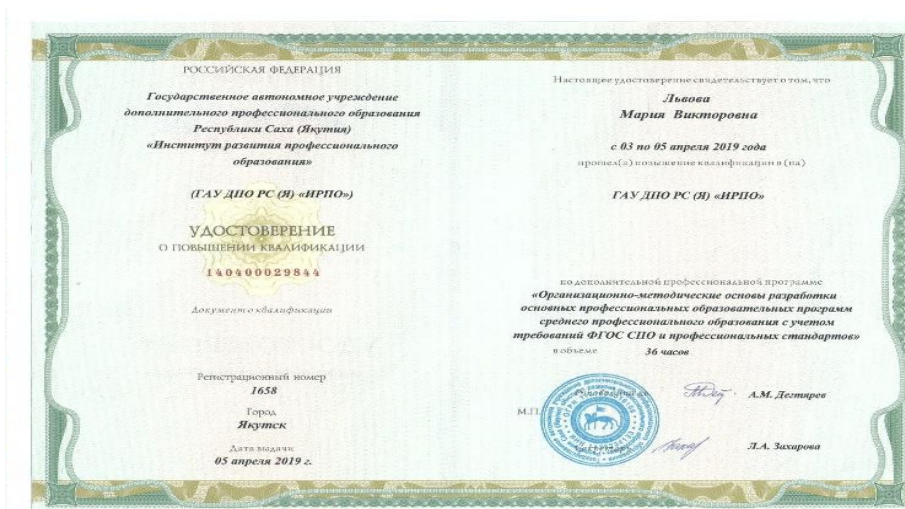 РОССИЙСКАЯ ФЕДЕРАЦИЯ
Государственное автономное учреждение
дополнительного профессионального образования
Республики Саха (Якутия)
«Институт развития профессионального
образования»
(ГАУ ДПО РС (Я) «ИРПО»)
УДОСТОВЕРЕНИЕ
О ПОВЫШЕНИИ КВАЛИФИКАЦИИ
140400029844
Документ о квалификации
Регистрационный номер
1658
Город
Якутск
Дата выдачи
05 апреля 2019 г.
Настоящее удостоверение свидетельствует о том, что
Львова
Мария Викторовна
с 03 по 05 апреля 2019 года
прошел(а) повышение квалификации в (на)
ГАУ ДПО РС (Я) «ИРПО»
по дополнительной профессиональной программе
«Организационно-методические основы разработки
основных профессиональных образовательных программ
среднего профессионального образования с учетом
требований ФГОС СПО и профессиональных стандартов»
в объеме 36 часов
Руководитель А.М. Дегтярев
М.П.
Секретарь Л.А. Захарова